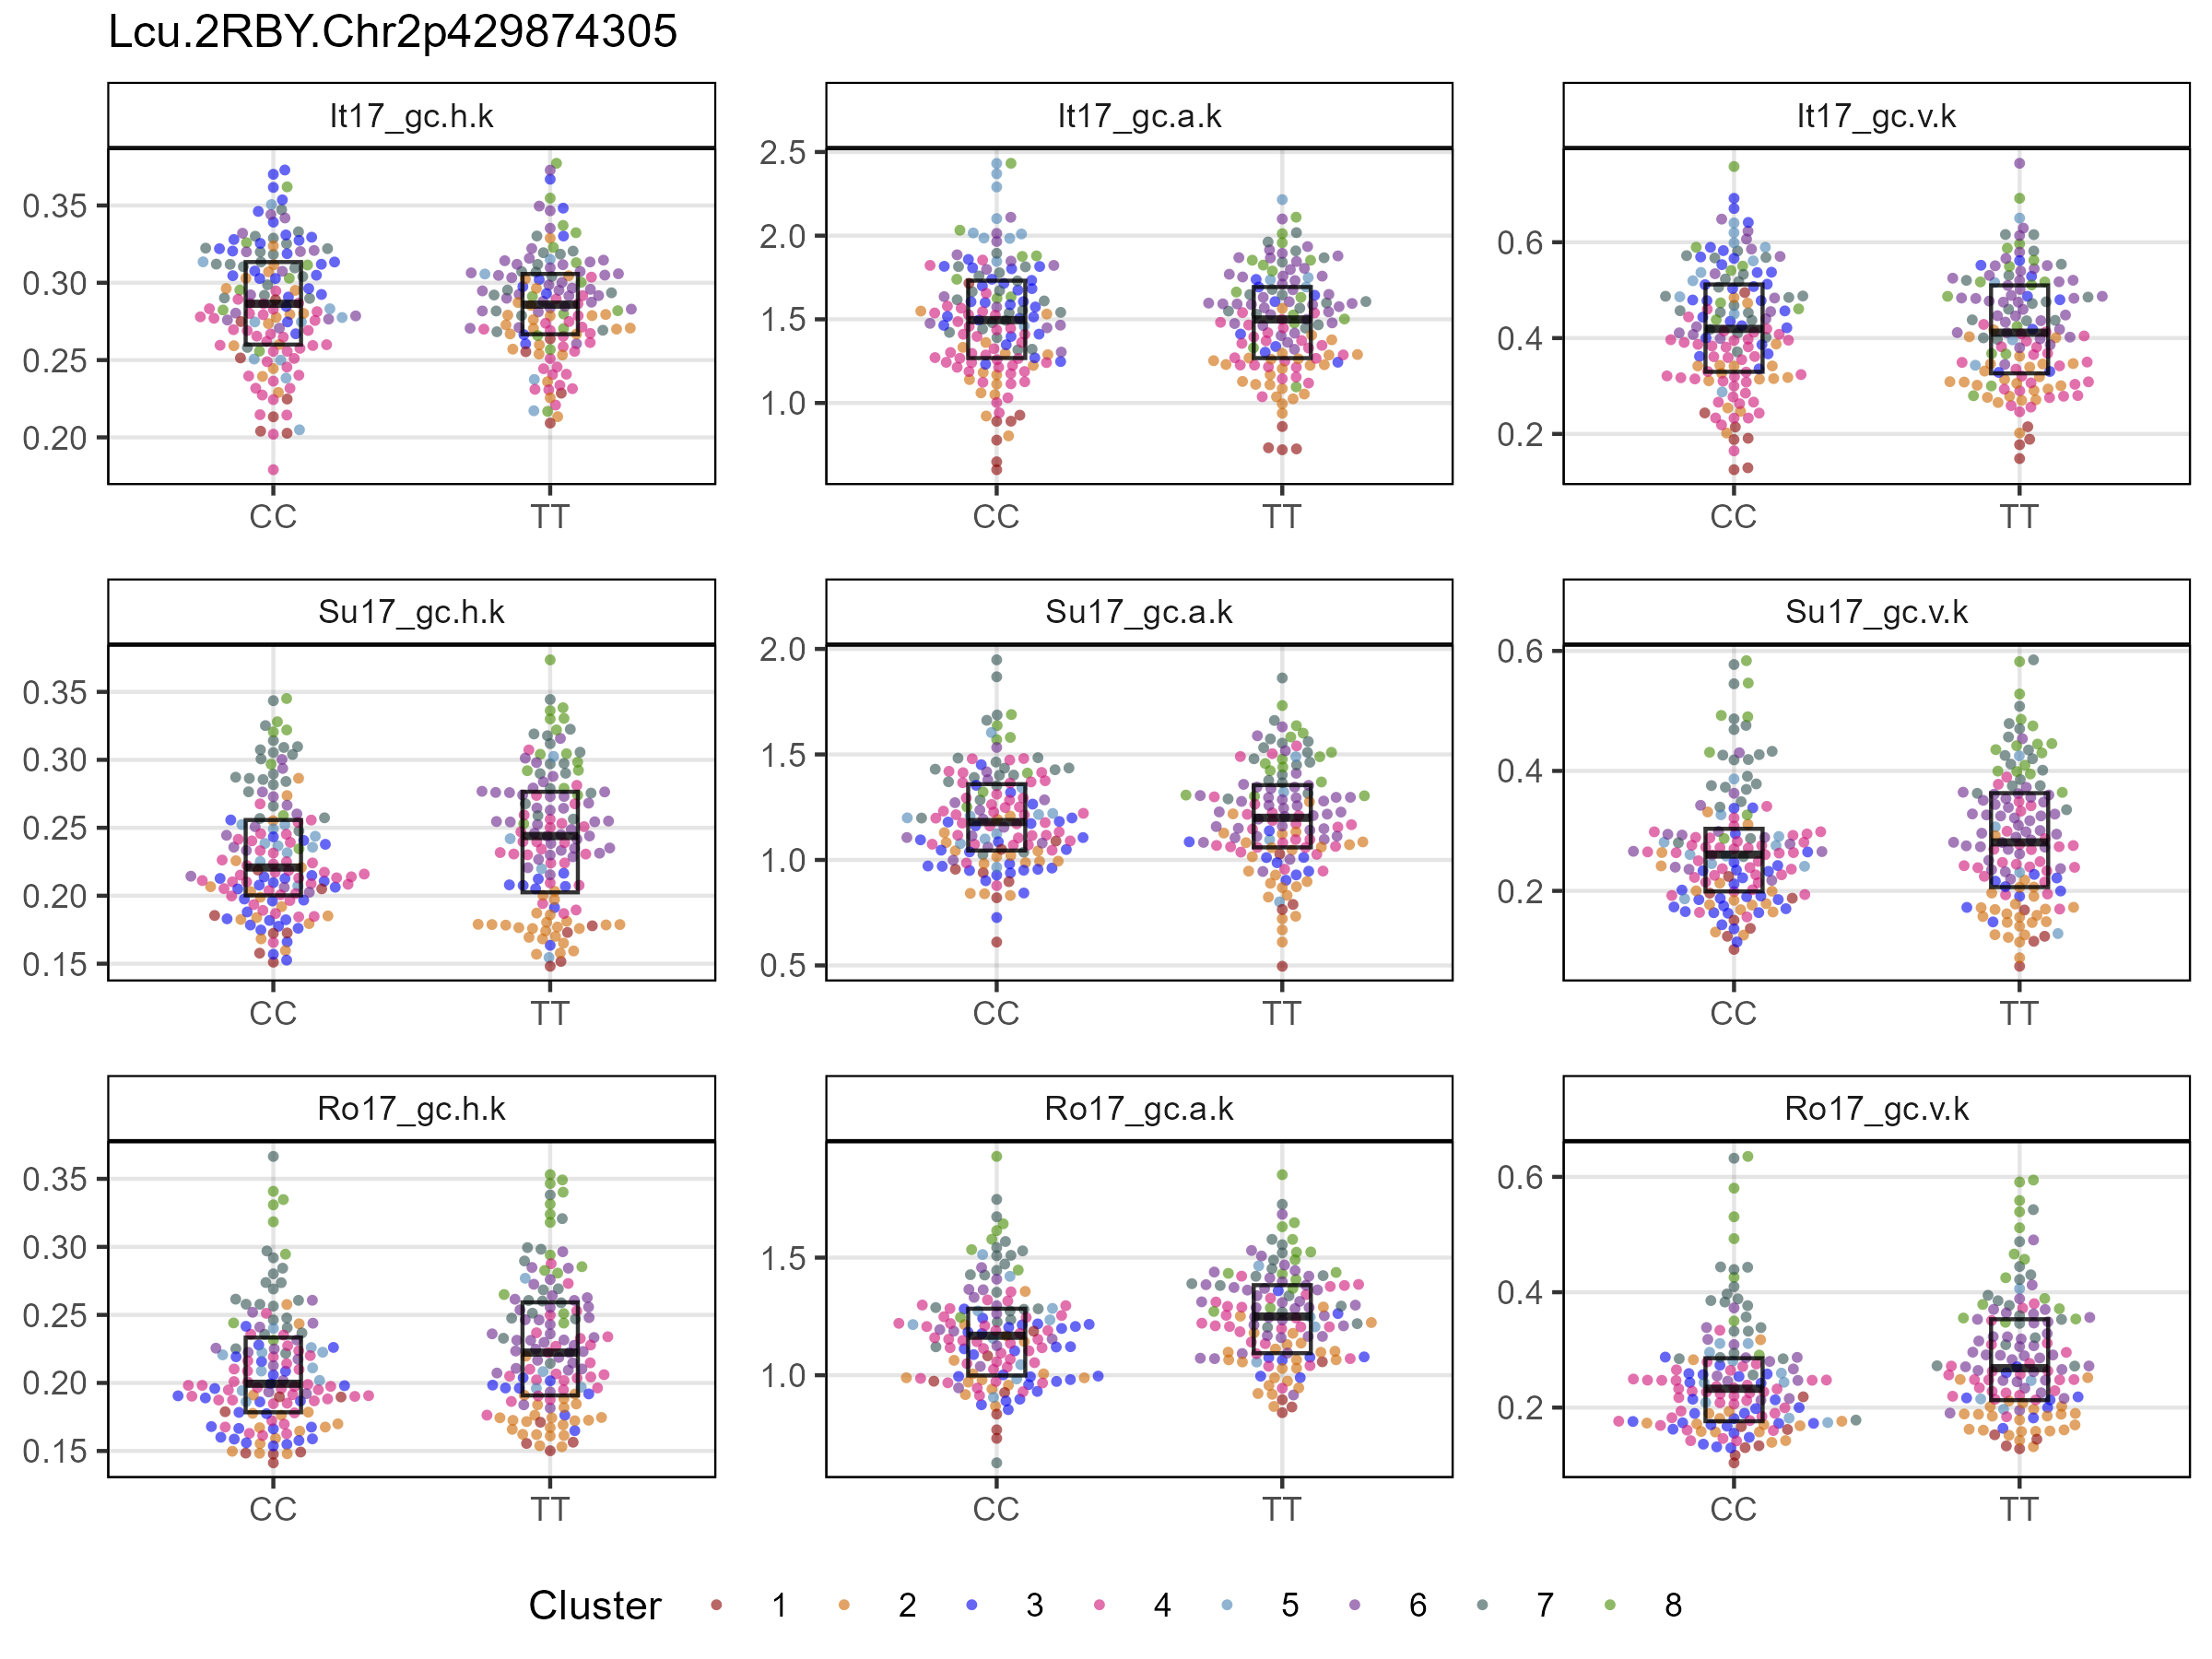 Lcu.2RBY.Chr2p429874305
It17_gc.h.k
It17_gc.a.k
It17_gc.v.k
0.35
0.30
0.25
0.20
CC TT
2.5
2.0
1.5
1.0
CC TT
0.6
0.4
0.2
CC TT
Su17_gc.h.k
Su17_gc.a.k
Su17_gc.v.k
0.35
0.30
0.25
0.20
0.15
CC TT
2.0
1.5
1.0
0.5
CC TT
0.6
0.4
0.2
CC TT
Ro17_gc.h.k
Ro17_gc.a.k
Ro17_gc.v.k
0.35
0.30
0.25
0.20
0.15
CC TT
1.5
1.0
CC TT
0.6
0.4
0.2
CC TT
Cluster 1 2 3 4 5 6 7 8